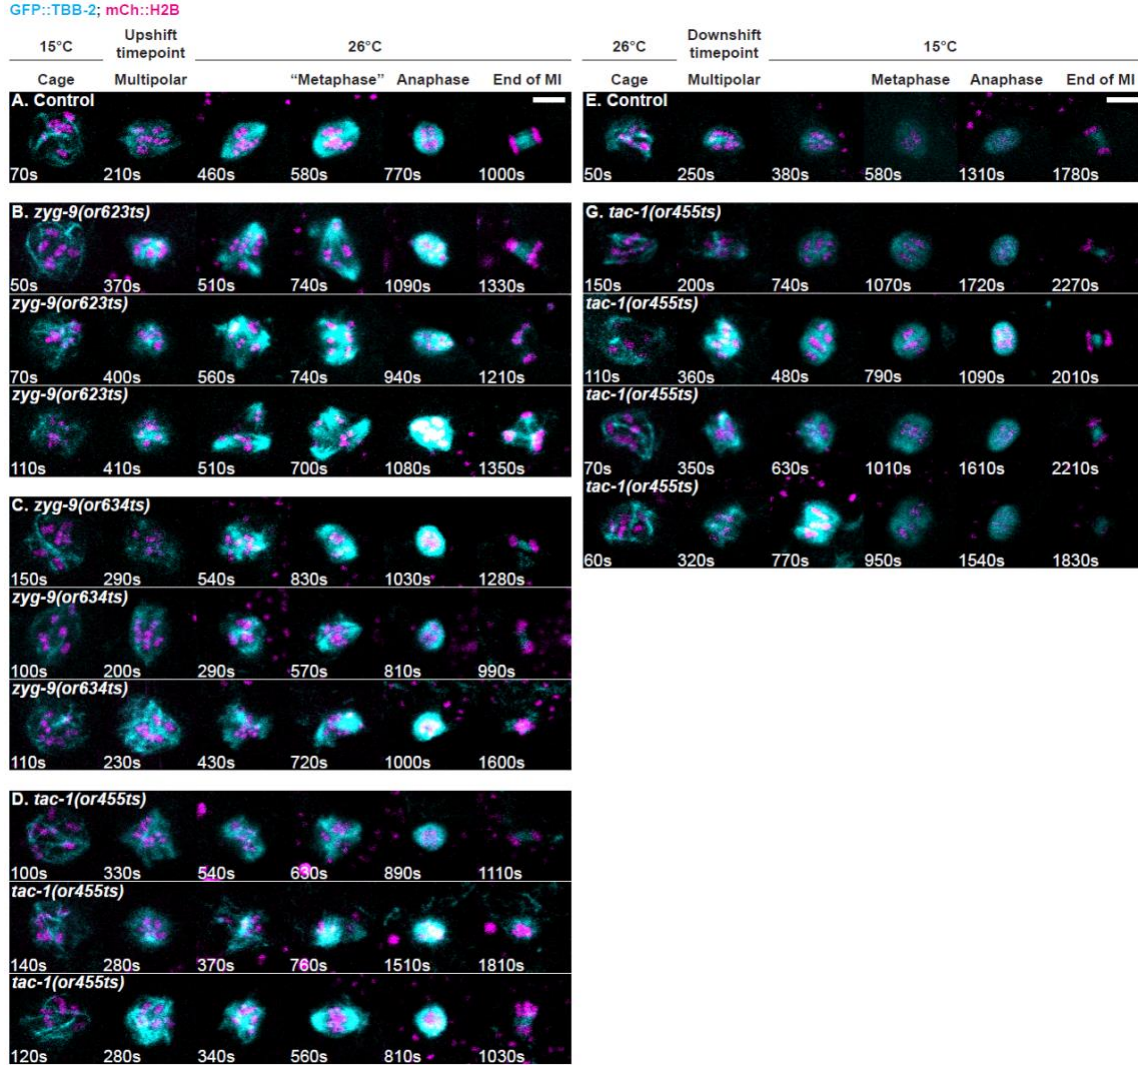 GFP::TBB-2; mCh::H2B
15°C Upshift timepoint 26°C
Cage Multipolar “Metaphase” Anaphase End of MI
A. Control
70s 210s 460s 580s 770s 1000s
B. zyg-9(or623ts)
50s 370s 510s 740s 1090s 1330s
zyg-9(or623ts)
70s 400s 560s 740s 940s 1210s
zyg-9(or623ts)
110s 410s 510s 700s 1080s 1350s
C. zyg-9(or634ts)
150s 290s 540s 830s 1030s 1280s
zyg-9(or634ts)
100s 200s 290s 570s 810s 990s
zyg-9(or634ts)
110s 230s 430s 720s 1000s 1600s
D. tac-1(or455ts)
100s 330s 540s 630s 890s 1110s
tac-1(or455ts)
140s 280s 370s 760s 1510s 1810s
tac-1(or455ts)
120s 280s 340s 560s 810s 1030s
26°C Downshift timepoint 15°C
Cage Multipolar Metaphase Anaphase End of MI
E. Control
50s 250s 380s 580s 1310s 1780s
G. tac-1(or455ts)
150s 200s 740s 1070s 1720s 2270s
tac-1(or455ts)
110s 360s 480s 790s 1090s 2010s
tac-1(or455ts)
70s 350s 630s 1010s 1610s 2210s
tac-1(or455ts)
60s 320s 770s 950s 1540s 1830s